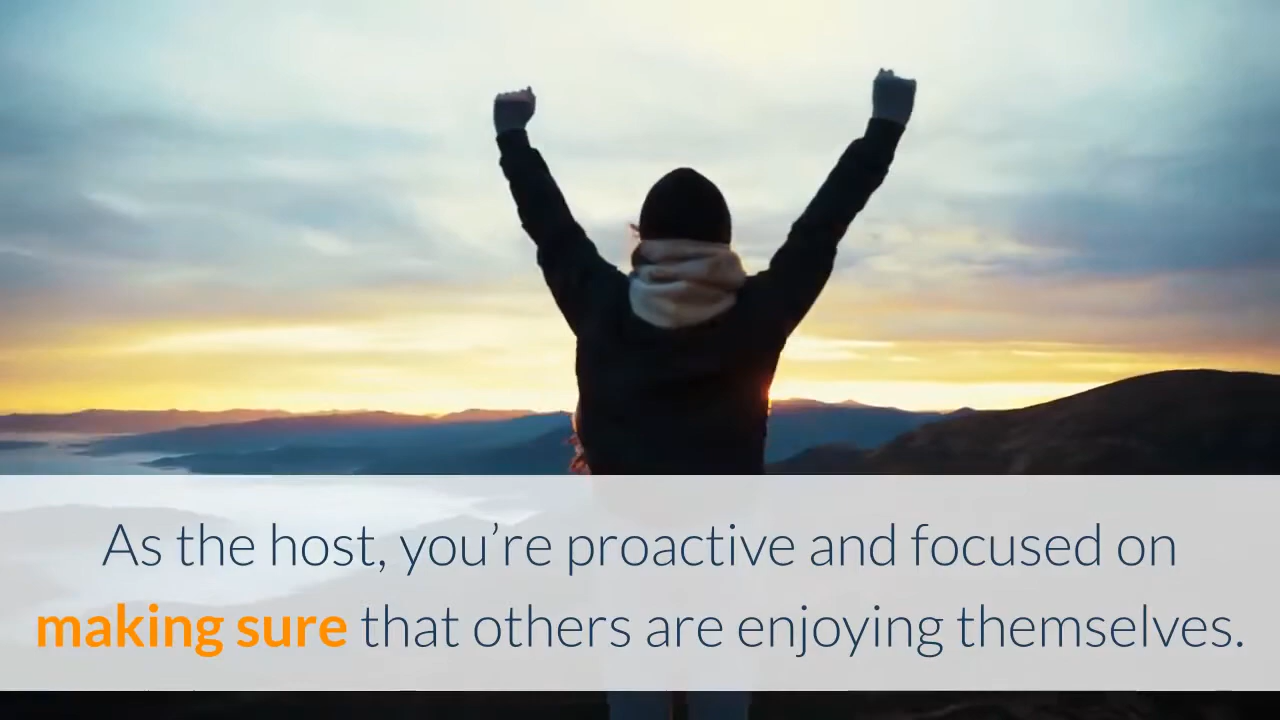 As the host, you’re proactive and focused on
making sure that others are enjoying themselves.